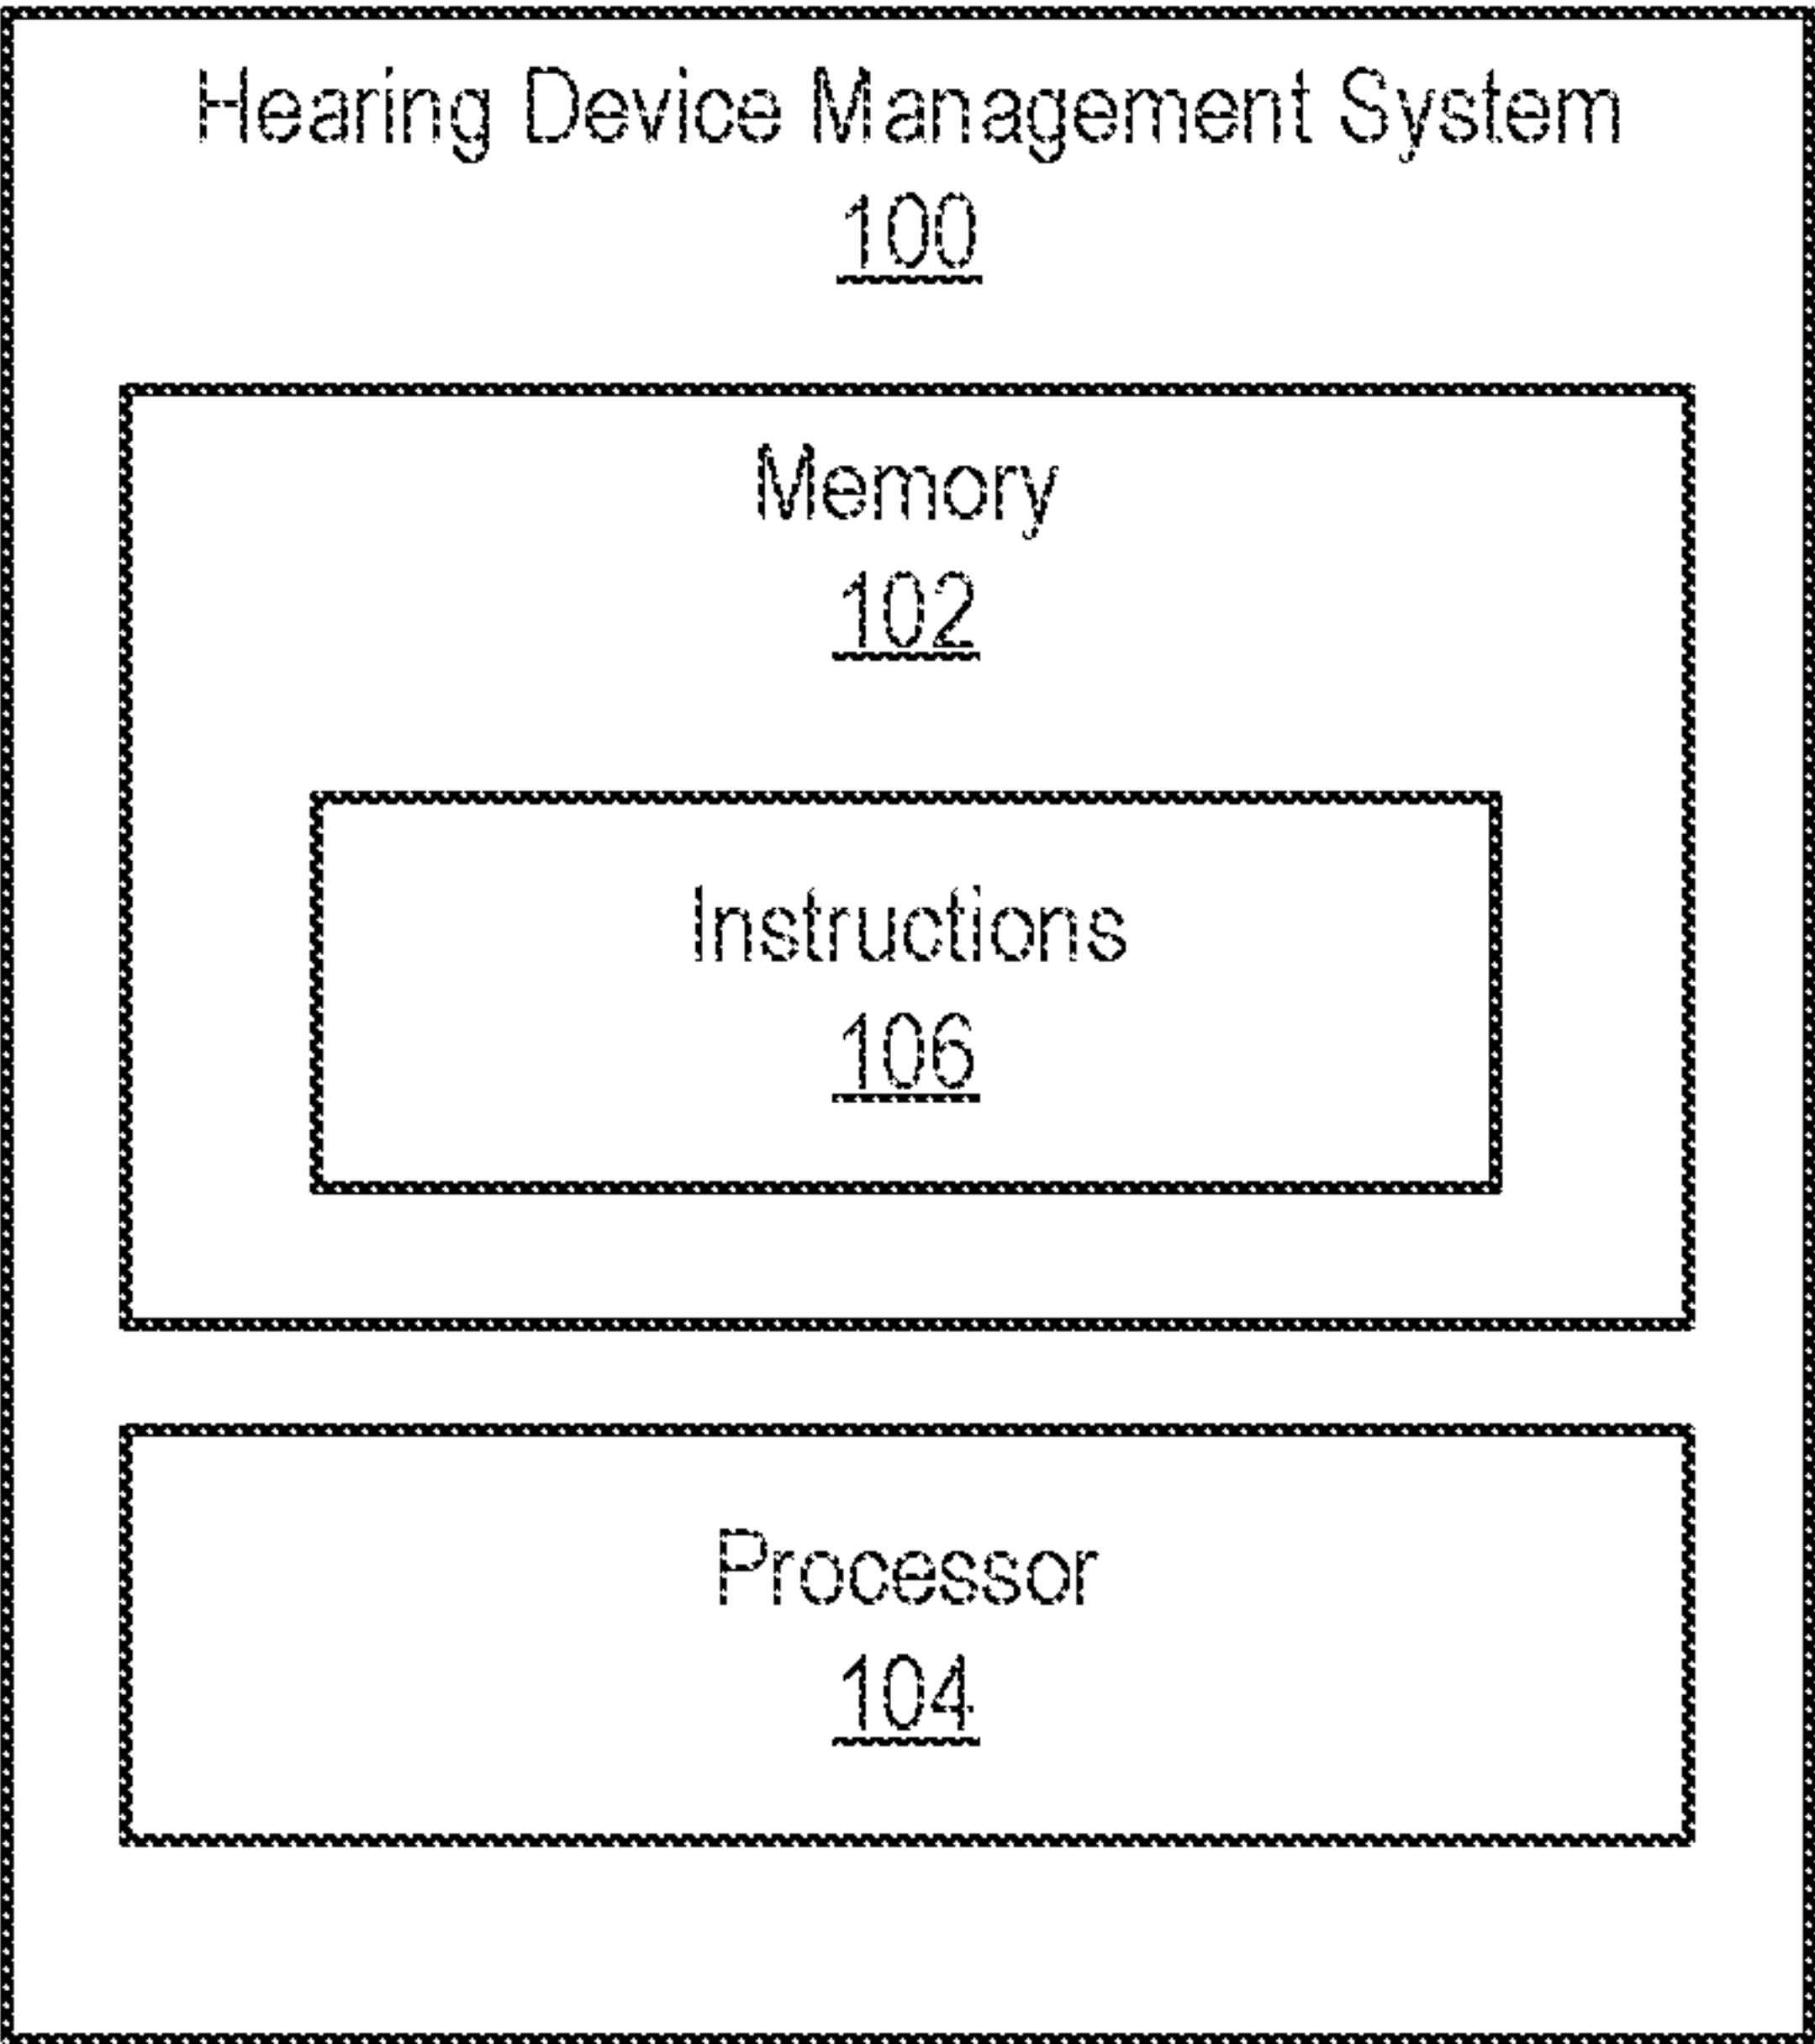 Hearing Device Management System
100
Memory
102
Instructions
106
Processor
104